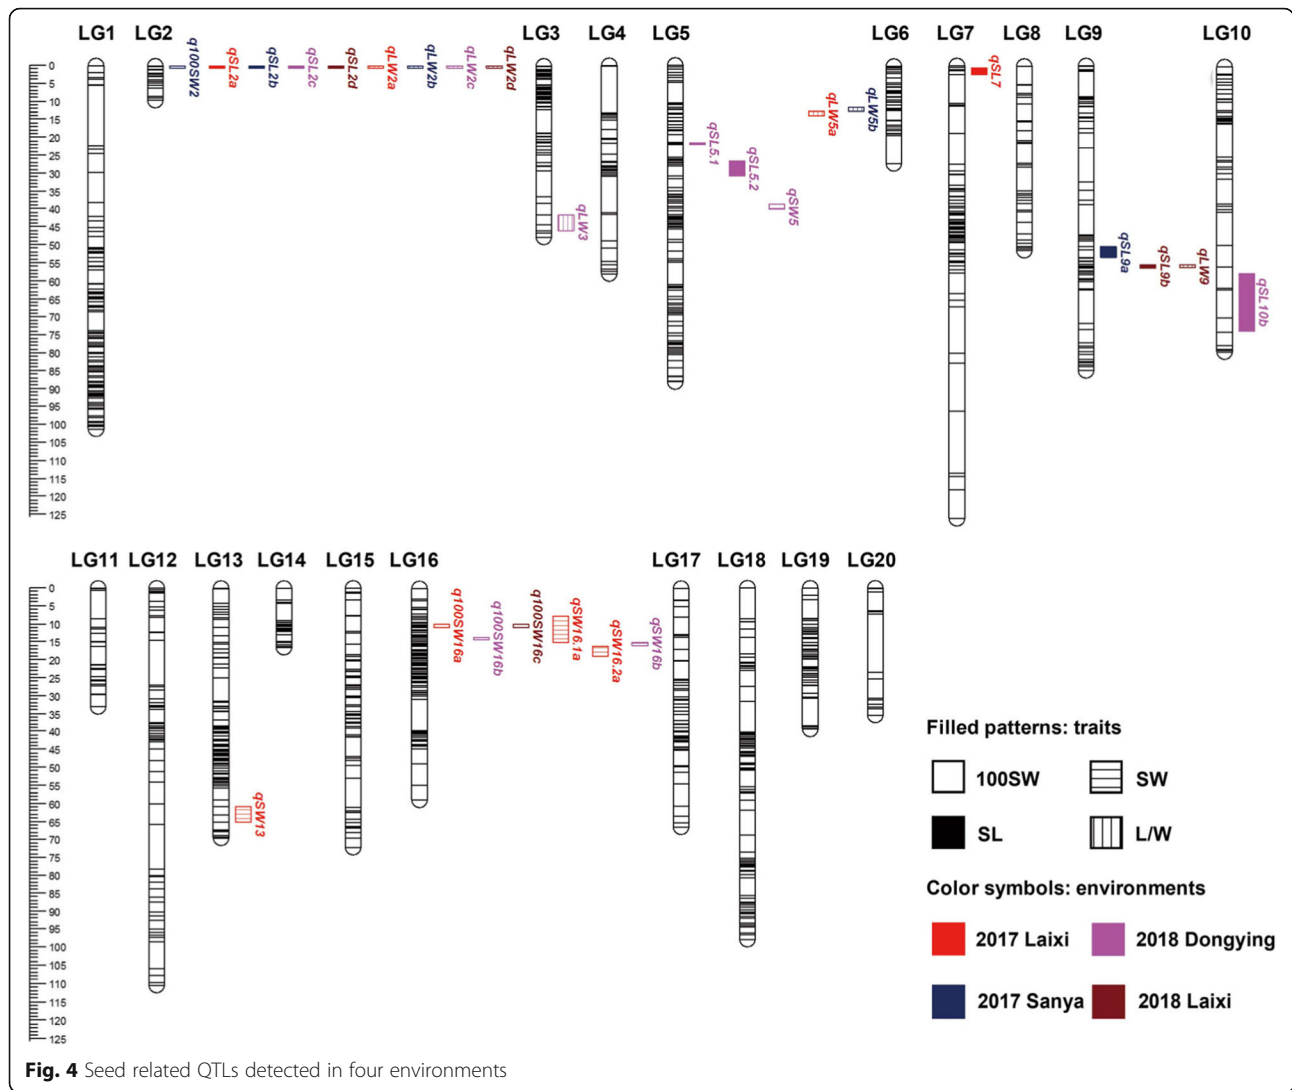 LG1 LG2 LG3 LG4 LG5 LG6 LG7 LG8 LG9 LG10
0
5
10
15
20
25
30
35
40
45
50
55
60
65
70
75
80
85
90
95
100
105
110
115
120
125
q100SW2
qSL2a
qSL2b
qSL2c
qSL2d
qLW2a
qLW2b
qLW2c
qLW2d
qLW3
qSL5.1
qSL5.2
qSW5
qLW5a
qLW5b
qSL7
qSL9a
qSL9b
qLW9
qSL10b
LG11 LG12 LG13 LG14 LG15 LG16 LG17 LG18 LG19 LG20
0
5
10
15
20
25
30
35
40
45
50
55
60
65
70
75
80
85
90
95
100
105
110
115
120
125
qSW13
q100SW16a
q100SW16b
q100SW16c
qSW16.1a
qSW16.2a
qSW16b
Filled patterns: traits
100SW SW
SL L/W
Color symbols: environments
2017 Laixi 2018 Dongying
2017 Sanya 2018 Laixi
Fig. 4 Seed related QTLs detected in four environments